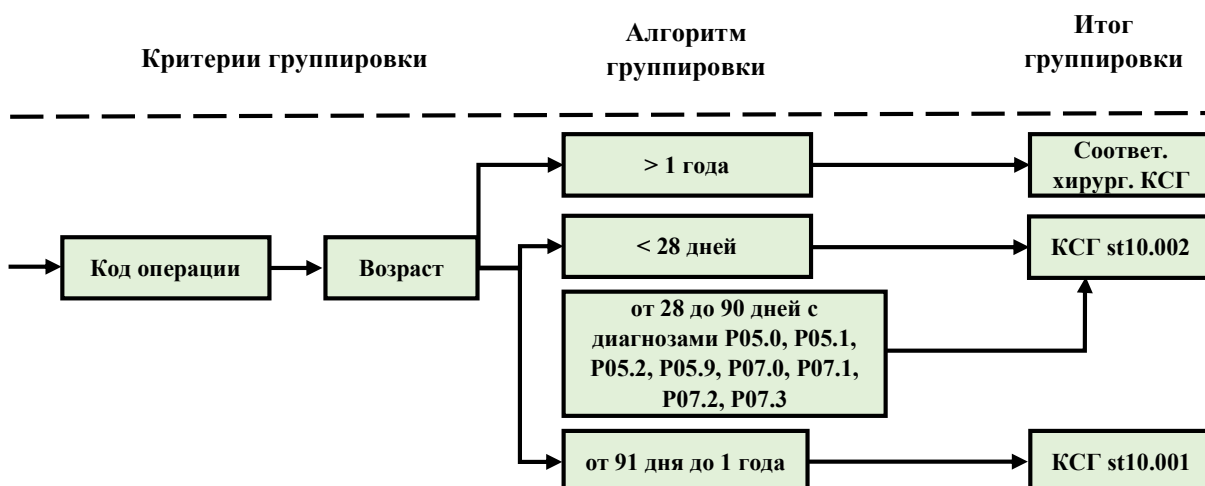 Критерии группировки
Алгоритм
группировки
Итог
группировки
> 1 года
Соответ.
хирург. КСГ
Код операции
Возраст
< 28 дней
КСГ st10.002
от 28 до 90 дней с
диагнозами P05.0, P05.1,
P05.2, P05.9, P07.0, P07.1,
P07.2, P07.3
от 91 дня до 1 года
КСГ st10.001